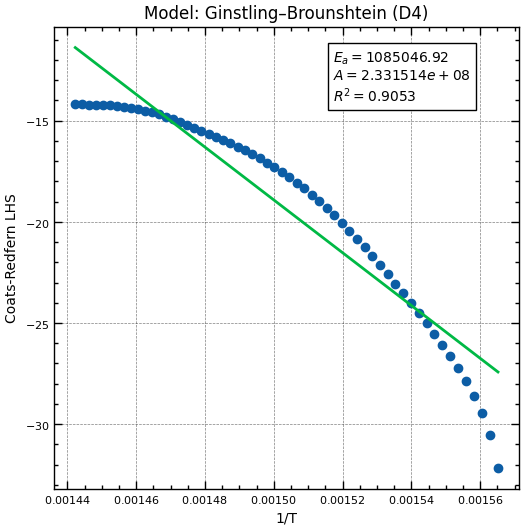 Model: Ginstling–Brounshtein (D4)
E_a = 1085046.92
A = 2.331514e + 08
R² = 0.9053
−15
−20
−25
−30
Coats-Redfern LHS
0.00144 0.00146 0.00148 0.00150 0.00152 0.00154 0.00156
1/T